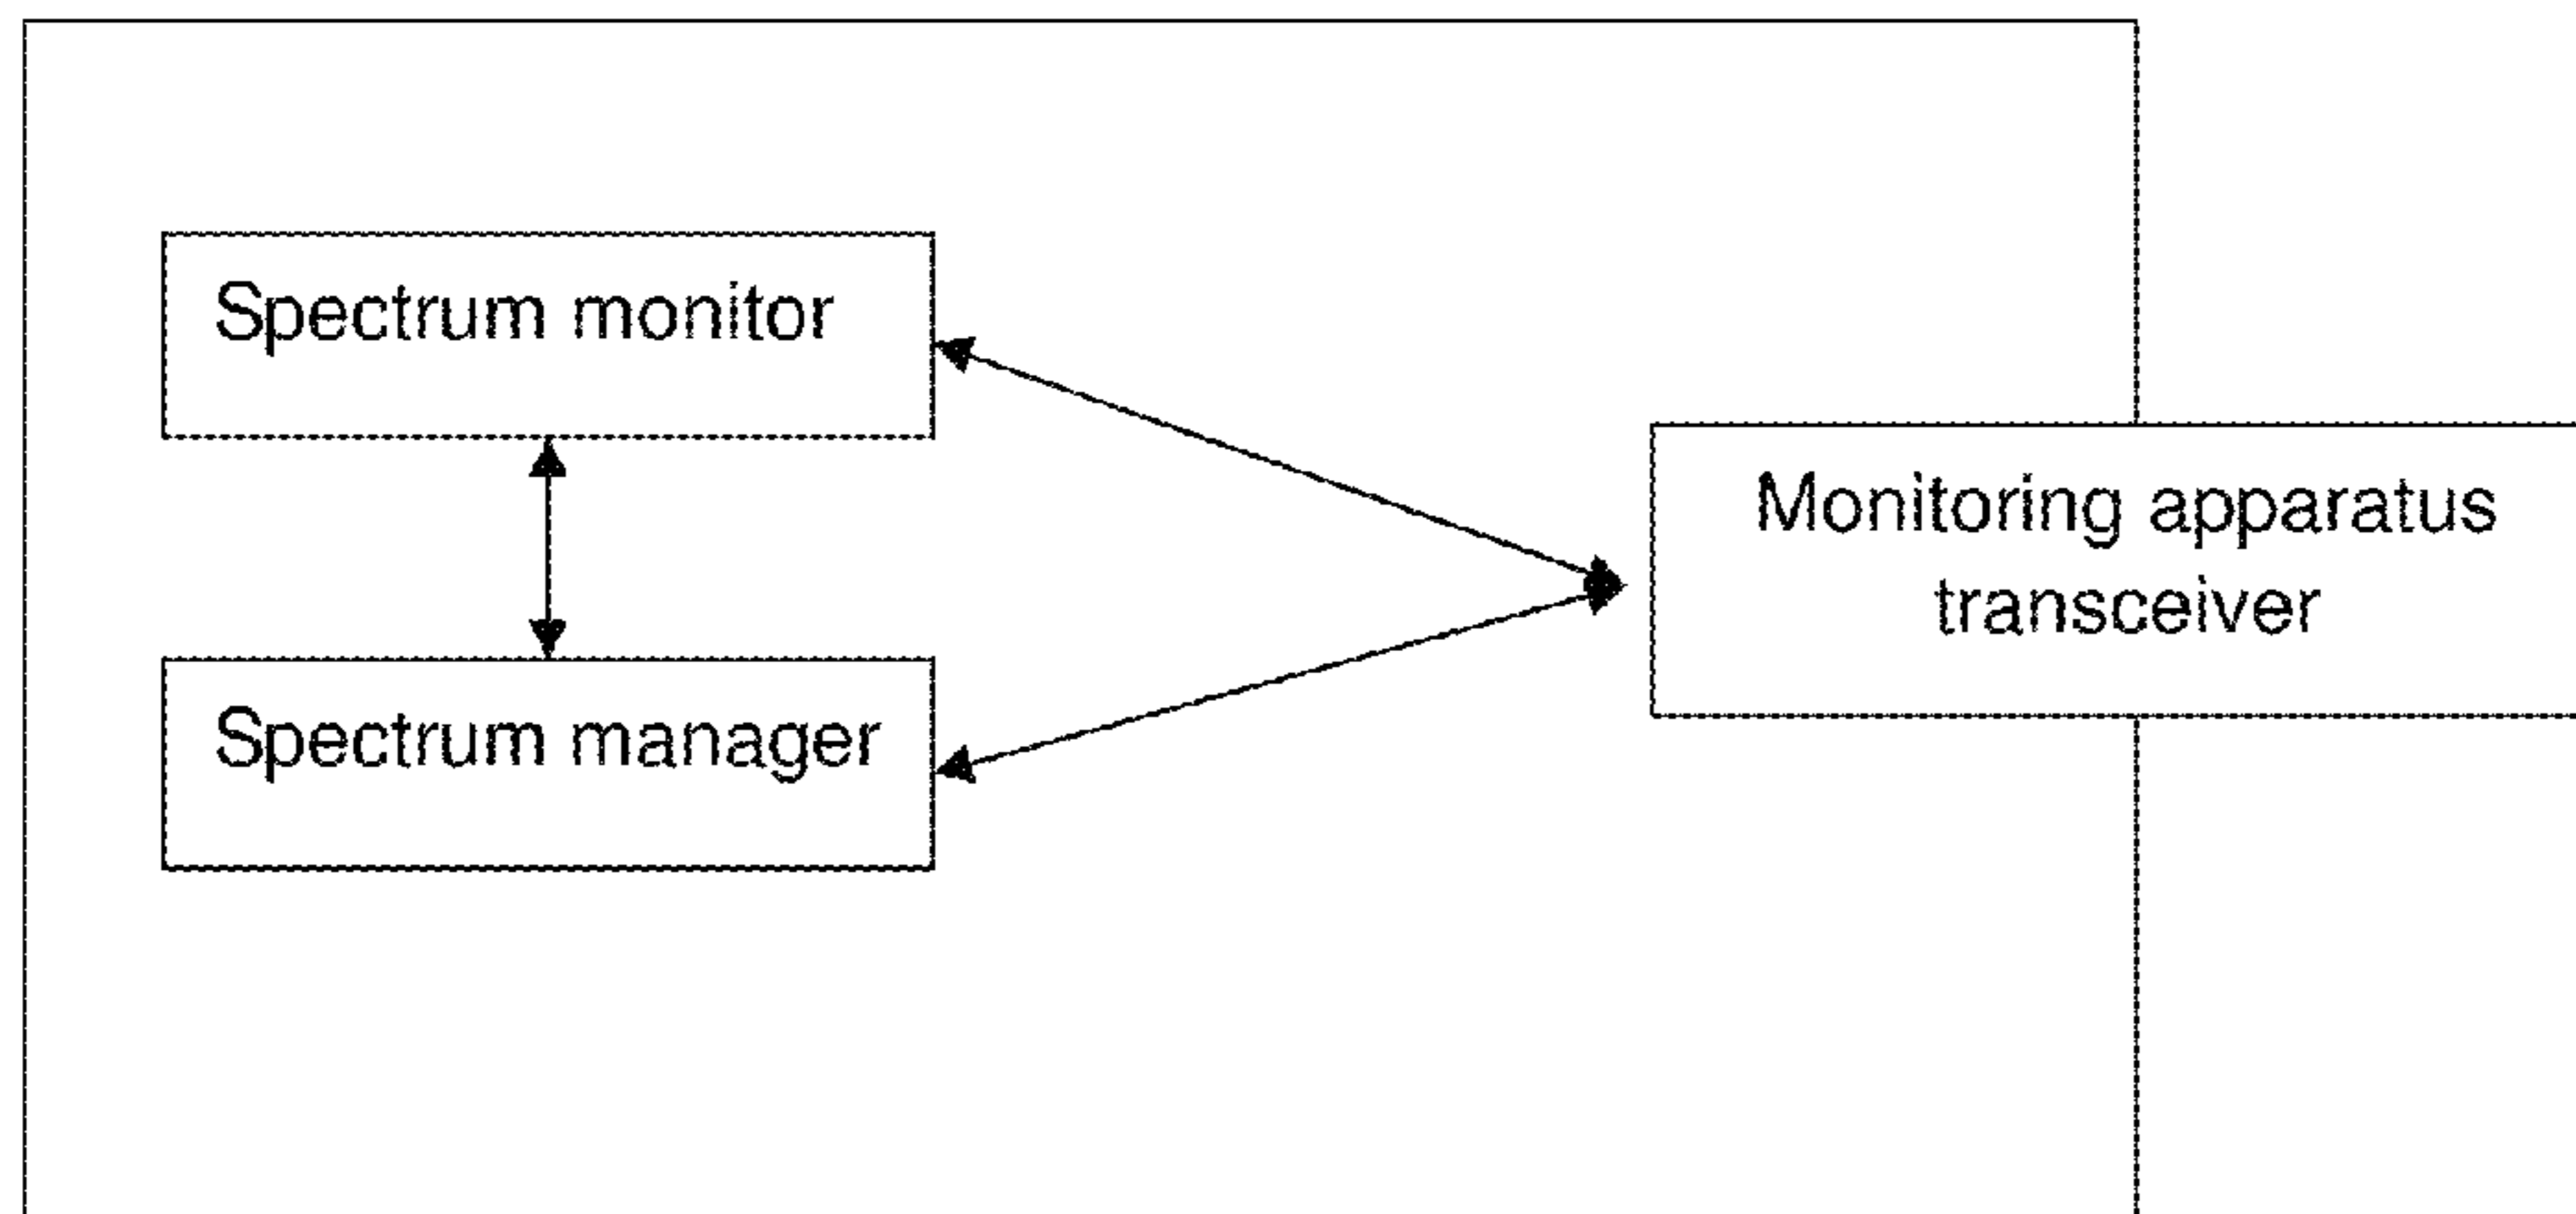 Spectrum monitor
Monitoring apparatus
transceiver
Spectrum manager